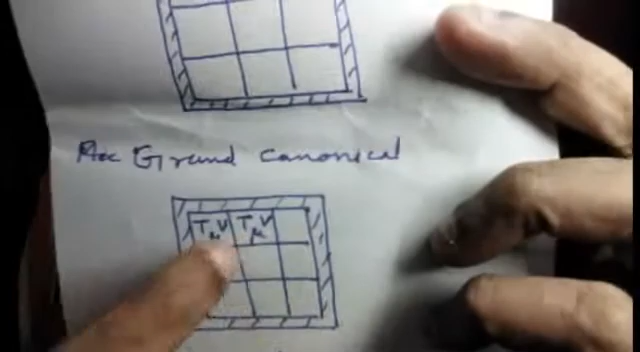 Grand canonical
T μ V T μ V